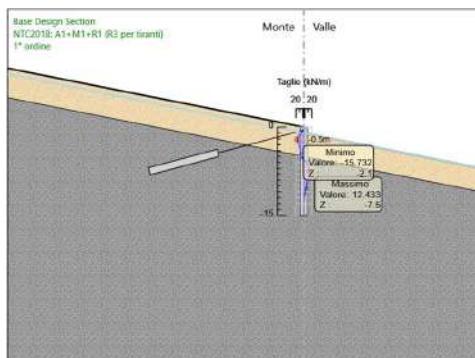 Base Design Section
NTC2018: A1+M1+R1 (R3 per tiranti)
1° ordine
Monte
Valle
Taglio (kN/m)
20 20
0
-0.5m
Minimo
Valore: -15.732
Z -2.1
Massimo
Valore: 12.433
Z -7.5
-15